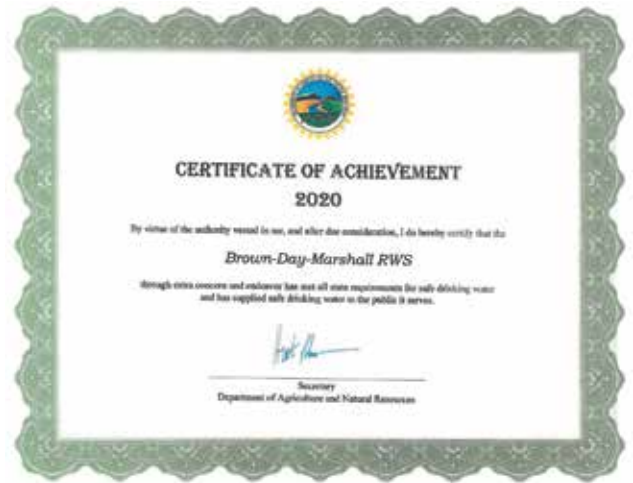 CERTIFICATE OF ACHIEVEMENT
2020
By virtue of the authority vested in me, and after due consideration, I do hereby certify that the
Brown-Day-Marshall RWS
through extra concern and endeavor has met all state requirements for safe drinking water
and has supplied safe drinking water to the public it serves.
Secretary
Department of Agriculture and Natural Resources